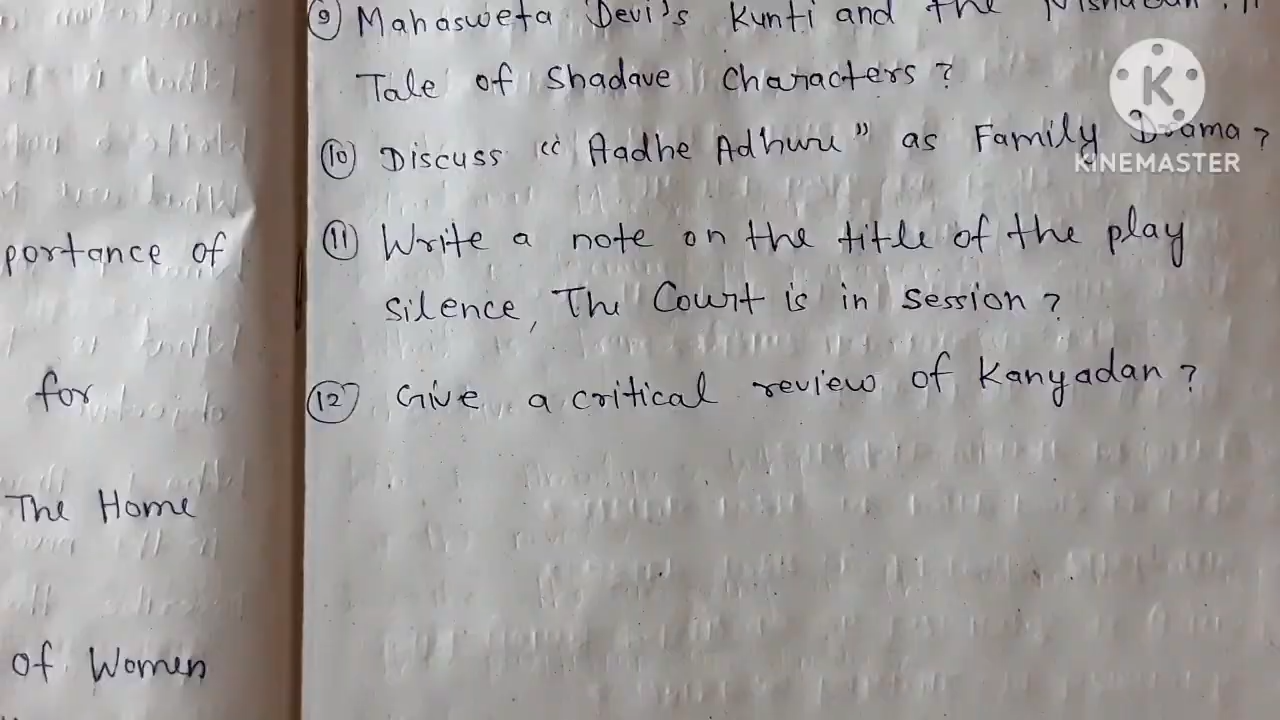 portance of
for
The Home
of Women
9 Mahasweta Devi's Kunti and the
Tale of Shadave Characters?
10 Discuss "Aadhe Adhure" as Family Drama?
11 Write a note on the title of the play
silence, The Court is in session?
12 Give a critical review of Kanyadan?
K
KINEMASTER